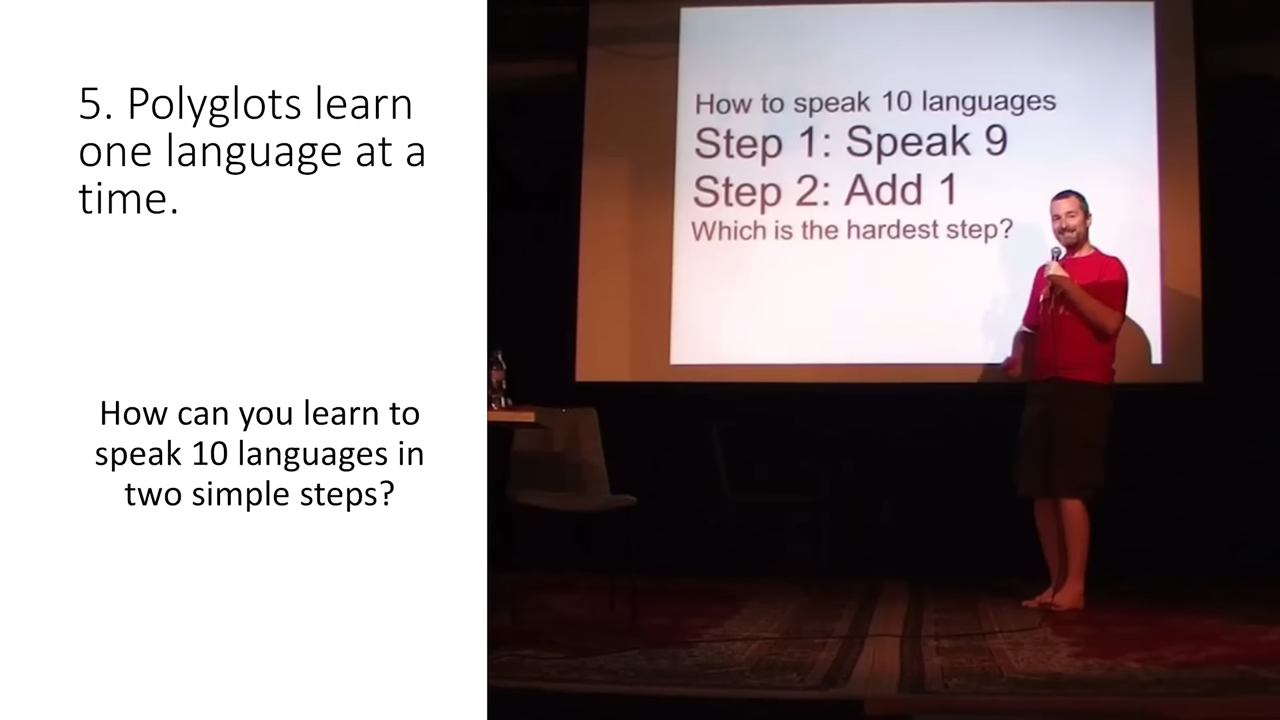 5. Polyglots learn
one language at a
time.
How can you learn to
speak 10 languages in
two simple steps?
How to speak 10 languages
Step 1: Speak 9
Step 2: Add 1
Which is the hardest step?